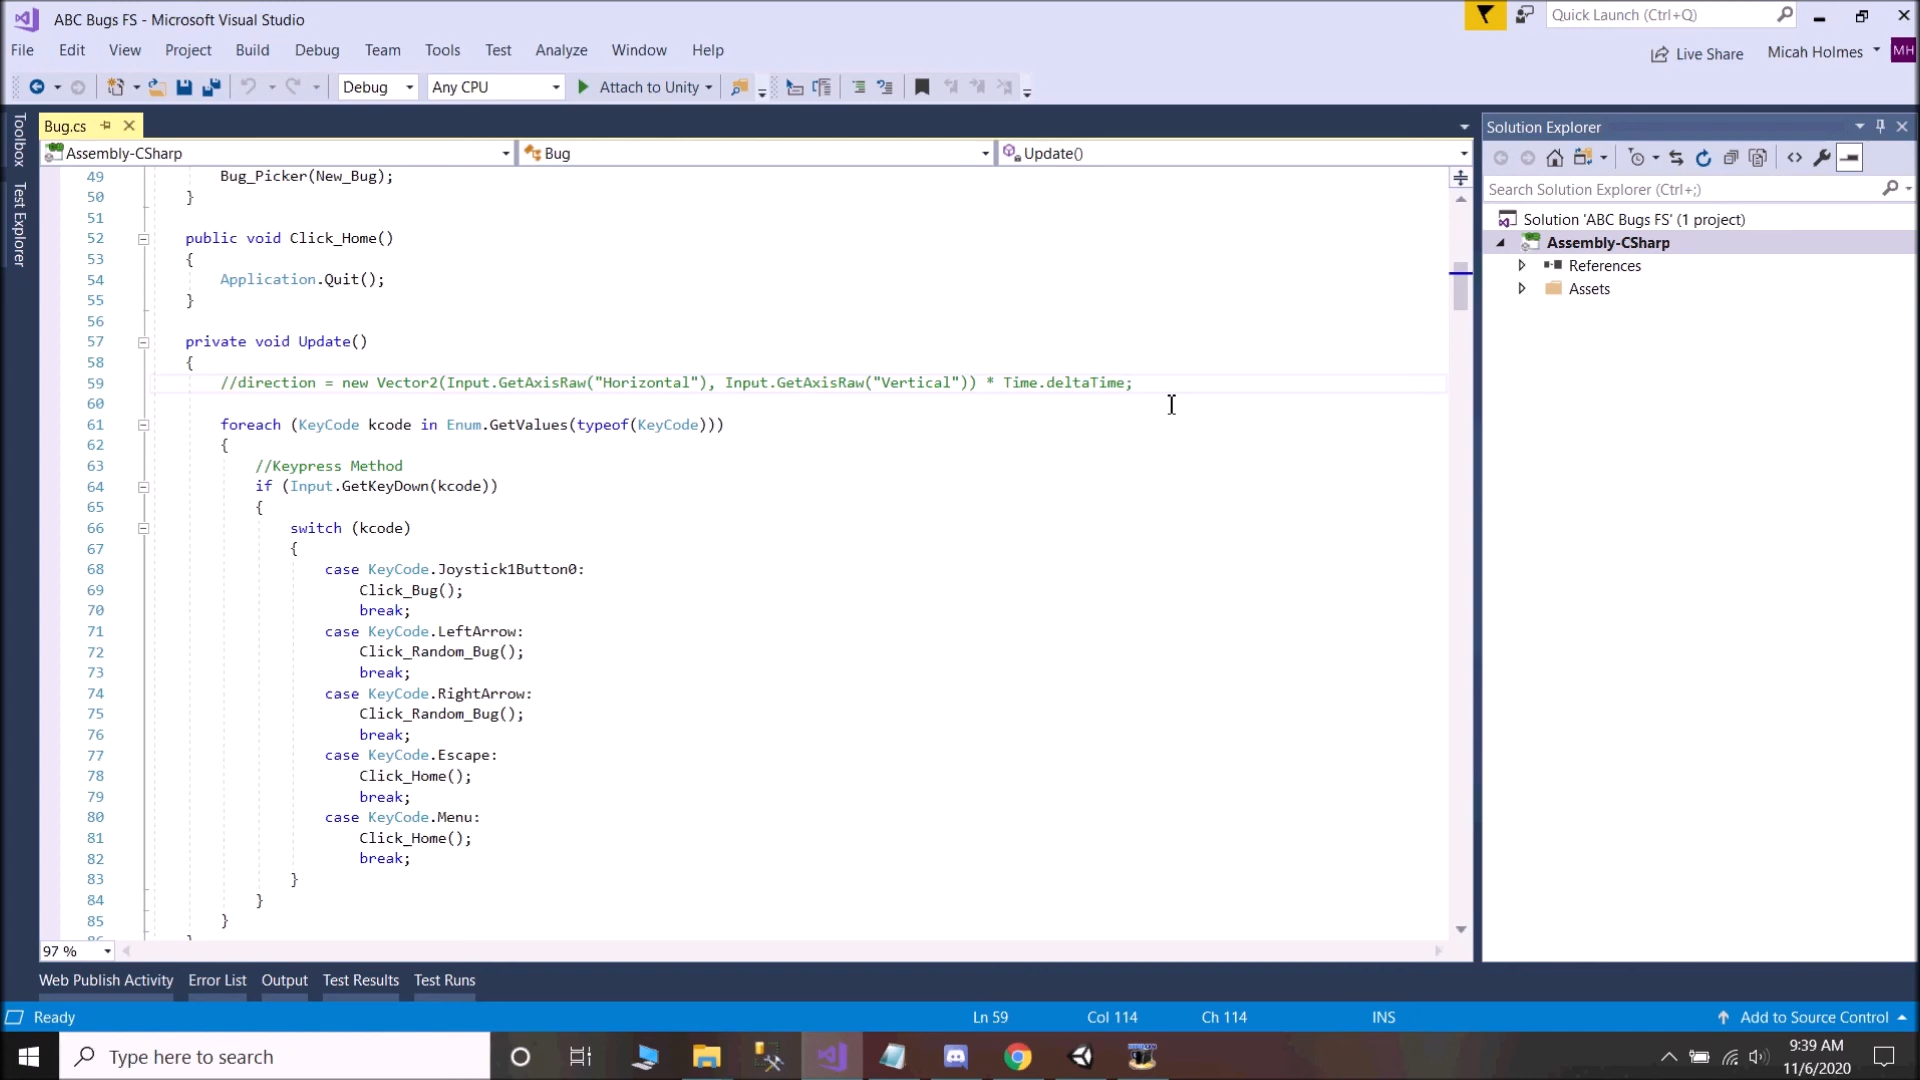 ABC Bugs FS - Microsoft Visual Studio
Quick Launch (Ctrl+Q)
File Edit View Project Build Debug Team Tools Test Analyze Window Help
Live Share Micah Holmes MH
Debug Any CPU Attach to Unity
Toolbox
Test Explorer
Bug.cs
Assembly-CSharp Bug Update()
49 Bug_Picker(New_Bug);
50 }
51
52 public void Click_Home()
53 {
54 Application.Quit();
55 }
56
57 private void Update()
58 {
59 //direction = new Vector2(Input.GetAxisRaw("Horizontal"), Input.GetAxisRaw("Vertical")) * Time.deltaTime;
60
61 foreach (KeyCode kcode in Enum.GetValues(typeof(KeyCode)))
62 {
63 //Keypress Method
64 if (Input.GetKeyDown(kcode))
65 {
66 switch (kcode)
67 {
68 case KeyCode.Joystick1Button0:
69 Click_Bug();
70 break;
71 case KeyCode.LeftArrow:
72 Click_Random_Bug();
73 break;
74 case KeyCode.RightArrow:
75 Click_Random_Bug();
76 break;
77 case KeyCode.Escape:
78 Click_Home();
79 break;
80 case KeyCode.Menu:
81 Click_Home();
82 break;
83 }
84 }
85 }
86 }
97 %
Solution Explorer
Search Solution Explorer (Ctrl+;)
Solution 'ABC Bugs FS' (1 project)
Assembly-CSharp
References
Assets
Web Publish Activity Error List Output Test Results Test Runs
Ready Ln 59 Col 114 Ch 114 INS Add to Source Control
Type here to search
9:39 AM
11/6/2020